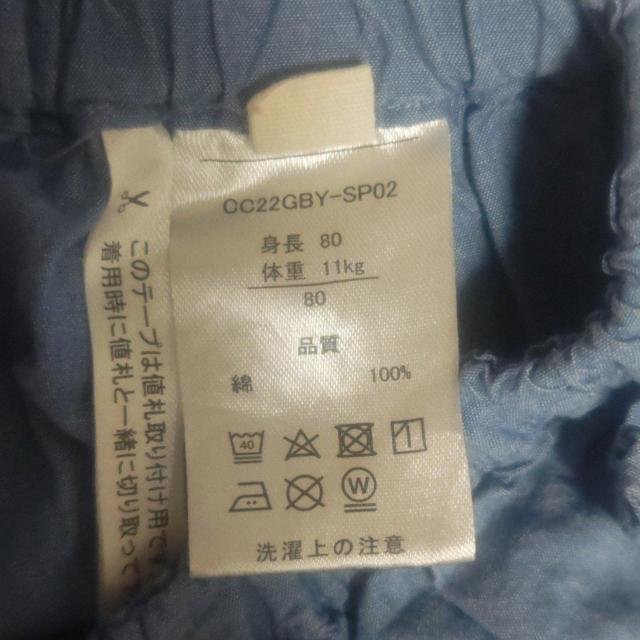 CC22GBY-SP02
身長 80
体重 11kg
80
品質
綿 100%
40
W
洗濯上の注意
このテープは値札取り付け用で
着用時に値札と一緒に切り取って